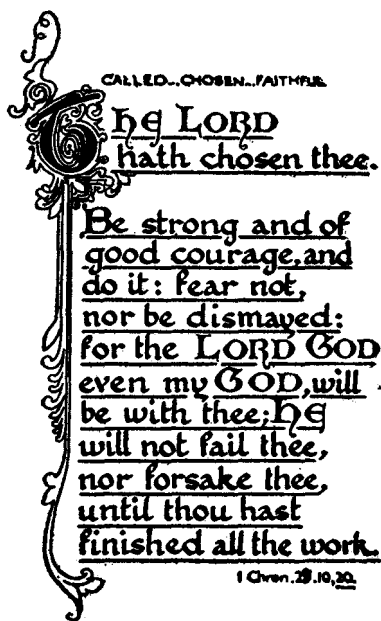 CALLED... CHOSEN... FAITHFUL
THE LORD
hath chosen thee.
Be strong and of
good courage, and
do it: fear not,
nor be dismayed:
for the LORD GOD
even my GOD, will
be with thee; HE
will not fail thee,
nor forsake thee,
until thou hast
finished all the work.
1 Chron. 28.10,20.